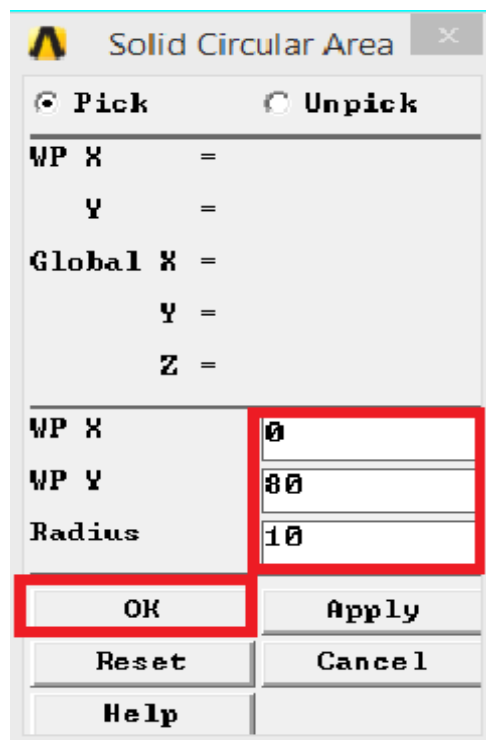 Solid Circular Area
Pick Unpick
WP X =
Y =
Global X =
Y =
Z =
WP X 0
WP Y 80
Radius 10
OK Apply
Reset Cancel
Help